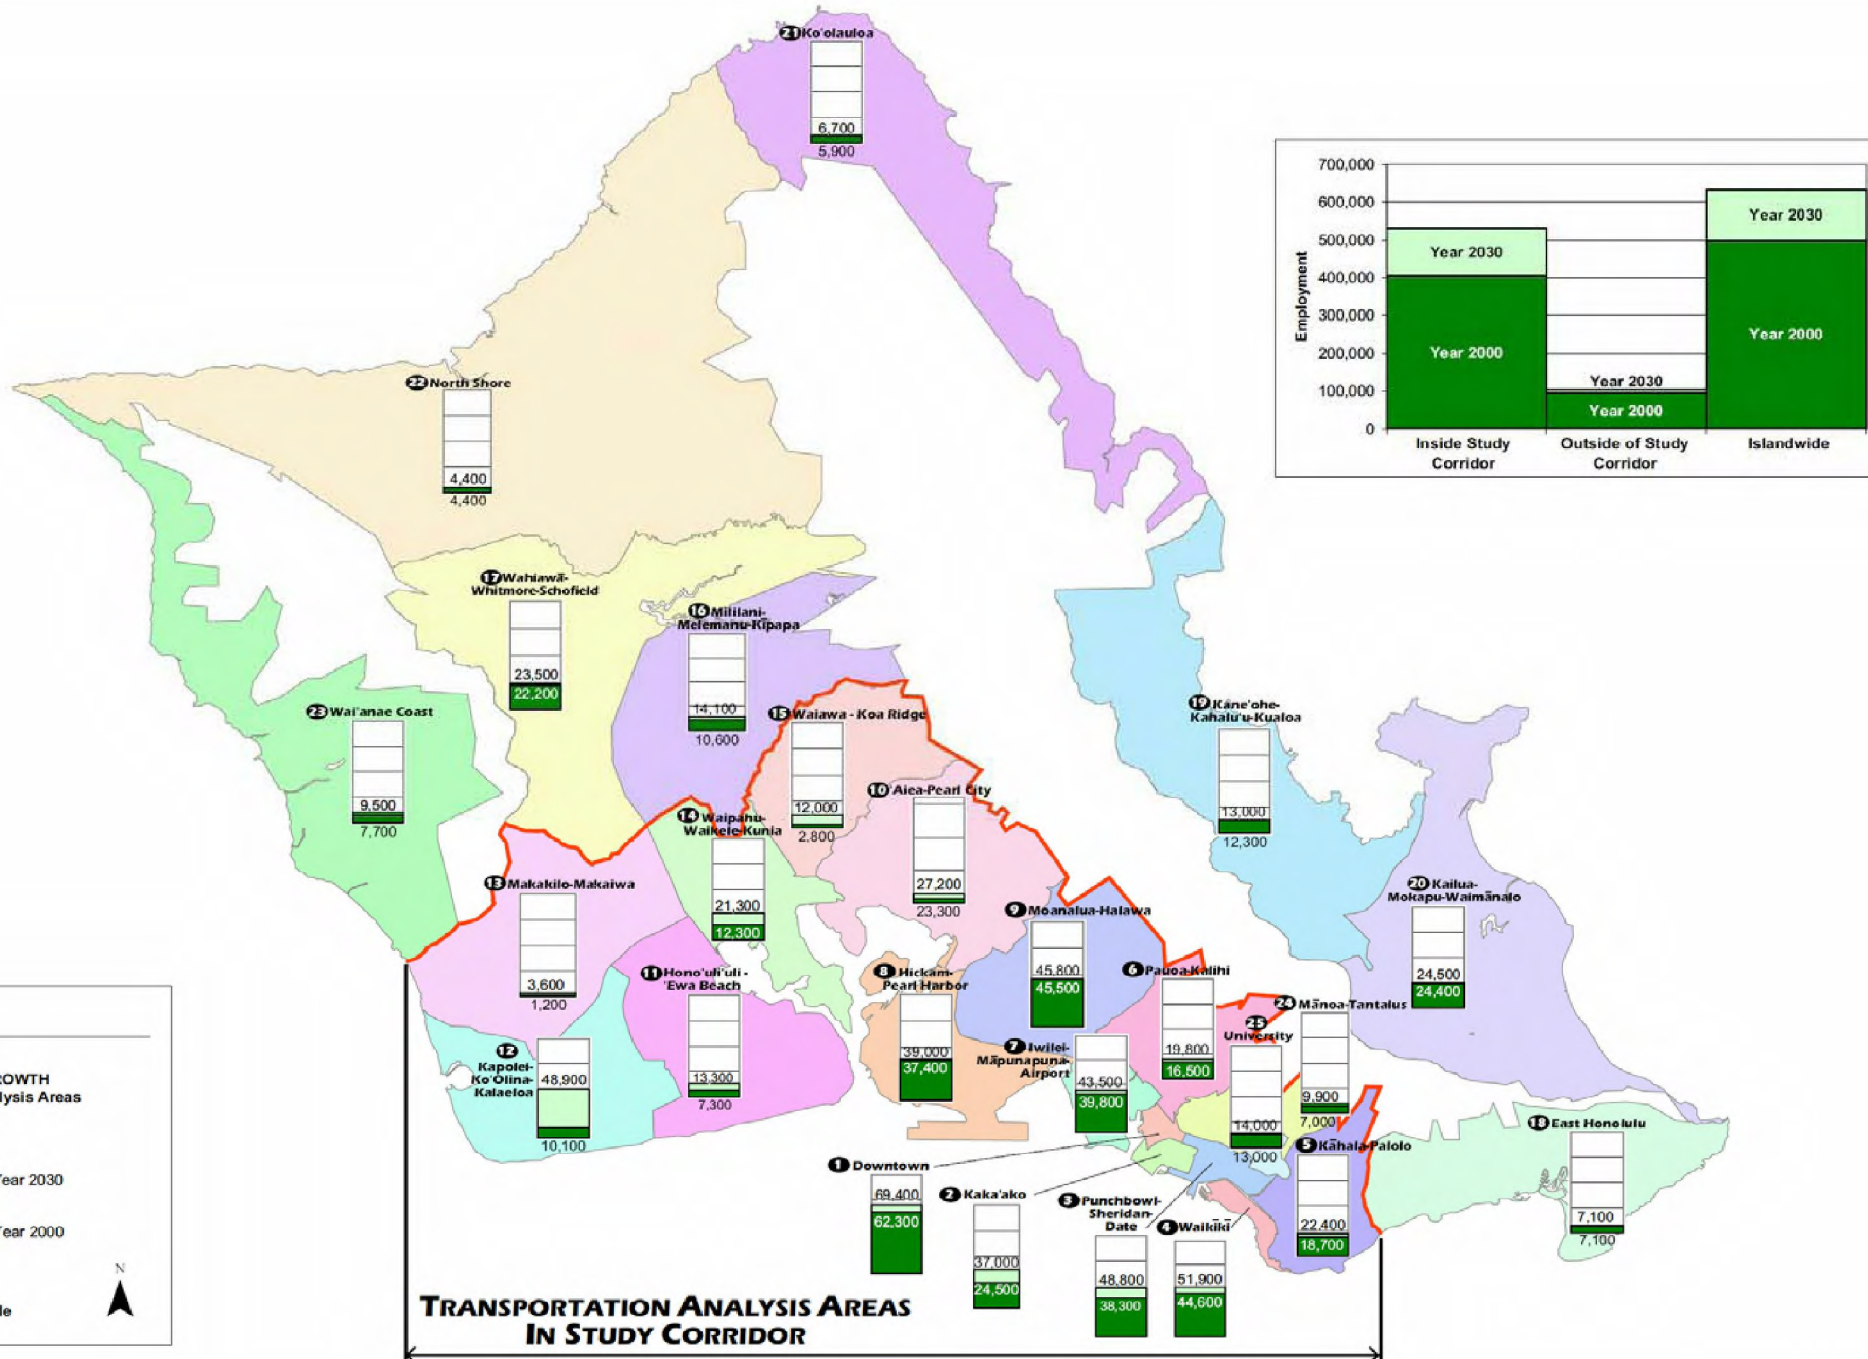 21 Ko'olauloa
6,700
5,900
700,000
600,000
500,000
400,000
300,000
200,000
100,000
0
Employment
Year 2030
Year 2000
Year 2030
Year 2000
Year 2030
Year 2000
Inside Study
Corridor
Outside of Study
Corridor
Islandwide
22 North Shore
4,400
4,400
17 Wahiawā-
Whitmore-Schofield
23,500
22,200
16 Mililani-
Melemanu-Kīpapa
14,100
10,600
23 Wai'anae Coast
9,500
7,700
15 Waiawa - Koa Ridge
12,000
2,800
10 'Aiea-Pearl City
27,200
23,300
14 Waipahu-
Waikele-Kunia
21,300
12,300
19 Kāne'ohe-
Kahalu'u-Kualoa
13,000
12,300
20 Kailua-
Mokapu-Waimānalo
24,500
24,400
13 Makakilo-Makaiwa
3,600
1,200
9 Moanalua-Halawa
45,800
45,500
11 Hono'uli'uli -
'Ewa Beach
13,300
7,300
8 Hickam-
Pearl Harbor
39,000
37,400
6 Pauoa-Kalihi
19,800
16,500
24 Mānoa-Tantalus
9,900
7,000
25
University
14,000
13,000
12
Kapolei-
Ko'Olina-
Kalaeloa
48,900
10,100
7 Iwilei-
Māpunapuna-
Airport
43,500
39,800
5 Kāhala-Palolo
22,400
18,700
18 East Honolulu
7,100
7,100
1 Downtown
69,400
62,300
2 Kaka'ako
37,000
24,500
3 Punchbowl-
Sheridan-
Date
48,800
38,300
4 Waikīkī
51,900
44,600
OWTH
lysis Areas
ear 2030
ear 2000
le
N
TRANSPORTATION ANALYSIS AREAS
IN STUDY CORRIDOR